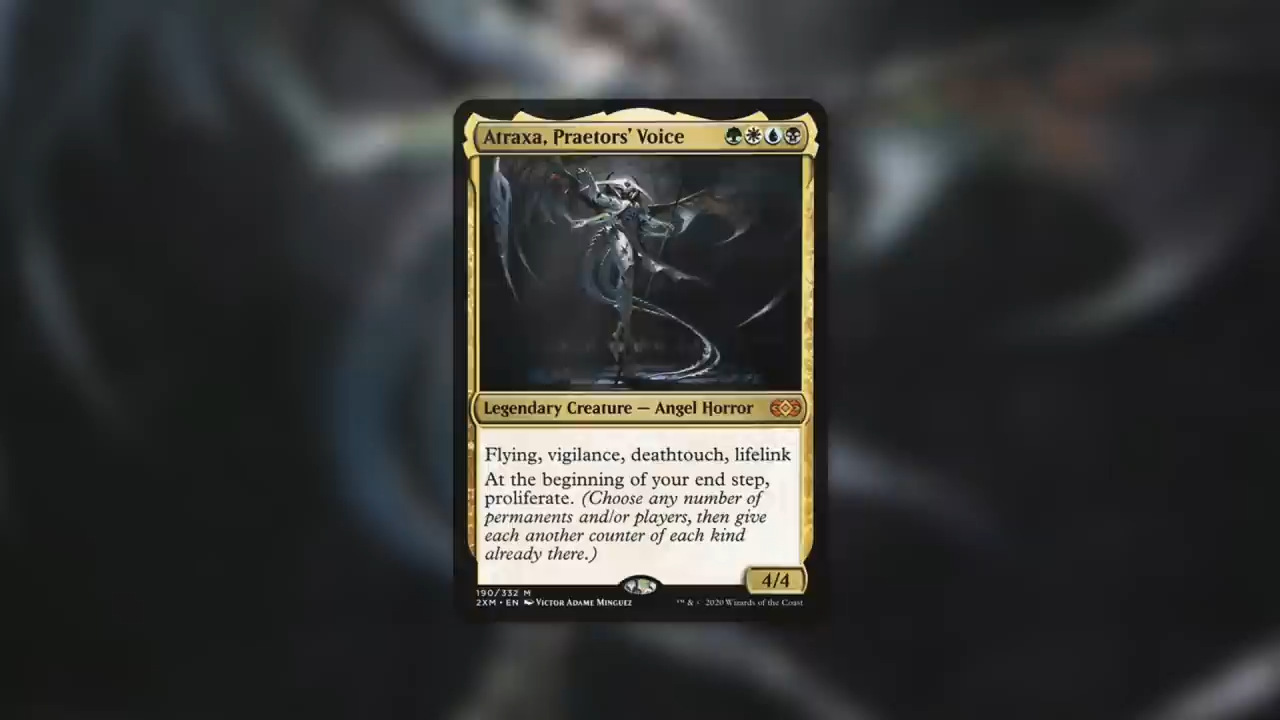 Atraxa, Praetors' Voice
Legendary Creature — Angel Horror
Flying, vigilance, deathtouch, lifelink
At the beginning of your end step,
proliferate. (Choose any number of
permanents and/or players, then give
each another counter of each kind
already there.)
4/4
190/332 M
2XM • EN Victor Adame Minguez
™ & © 2020 Wizards of the Coast